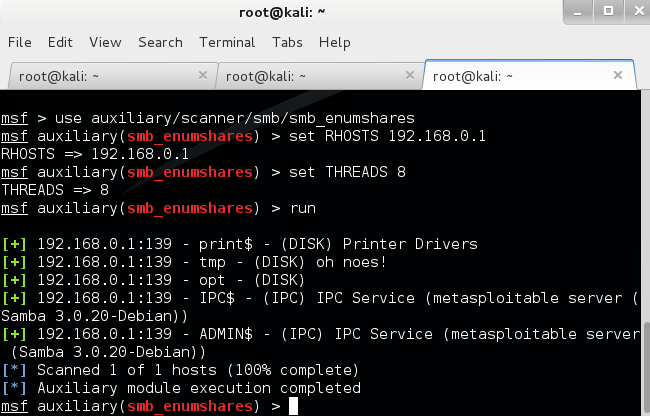 root@kali: ~
File Edit View Search Terminal Tabs Help
root@kali: ~ × root@kali: ~ × root@kali: ~ ×
msf > use auxiliary/scanner/smb/smb_enumshares
msf auxiliary(smb_enumshares) > set RHOSTS 192.168.0.1
RHOSTS => 192.168.0.1
msf auxiliary(smb_enumshares) > set THREADS 8
THREADS => 8
msf auxiliary(smb_enumshares) > run
[+] 192.168.0.1:139 - print$ - (DISK) Printer Drivers
[+] 192.168.0.1:139 - tmp - (DISK) oh noes!
[+] 192.168.0.1:139 - opt - (DISK)
[+] 192.168.0.1:139 - IPC$ - (IPC) IPC Service (metasploitable server (
Samba 3.0.20-Debian))
[+] 192.168.0.1:139 - ADMIN$ - (IPC) IPC Service (metasploitable server
(Samba 3.0.20-Debian))
[*] Scanned 1 of 1 hosts (100% complete)
[*] Auxiliary module execution completed
msf auxiliary(smb_enumshares) >